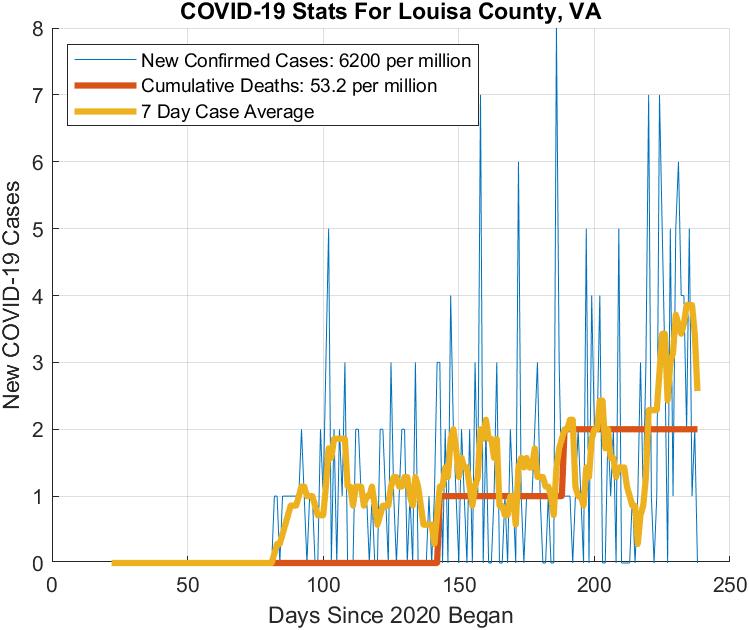 COVID-19 Stats For Louisa County, VA
New Confirmed Cases: 6200 per million
Cumulative Deaths: 53.2 per million
7 Day Case Average
New COVID-19 Cases
8
7
6
5
4
3
2
1
0
0 50 100 150 200 250
Days Since 2020 Began